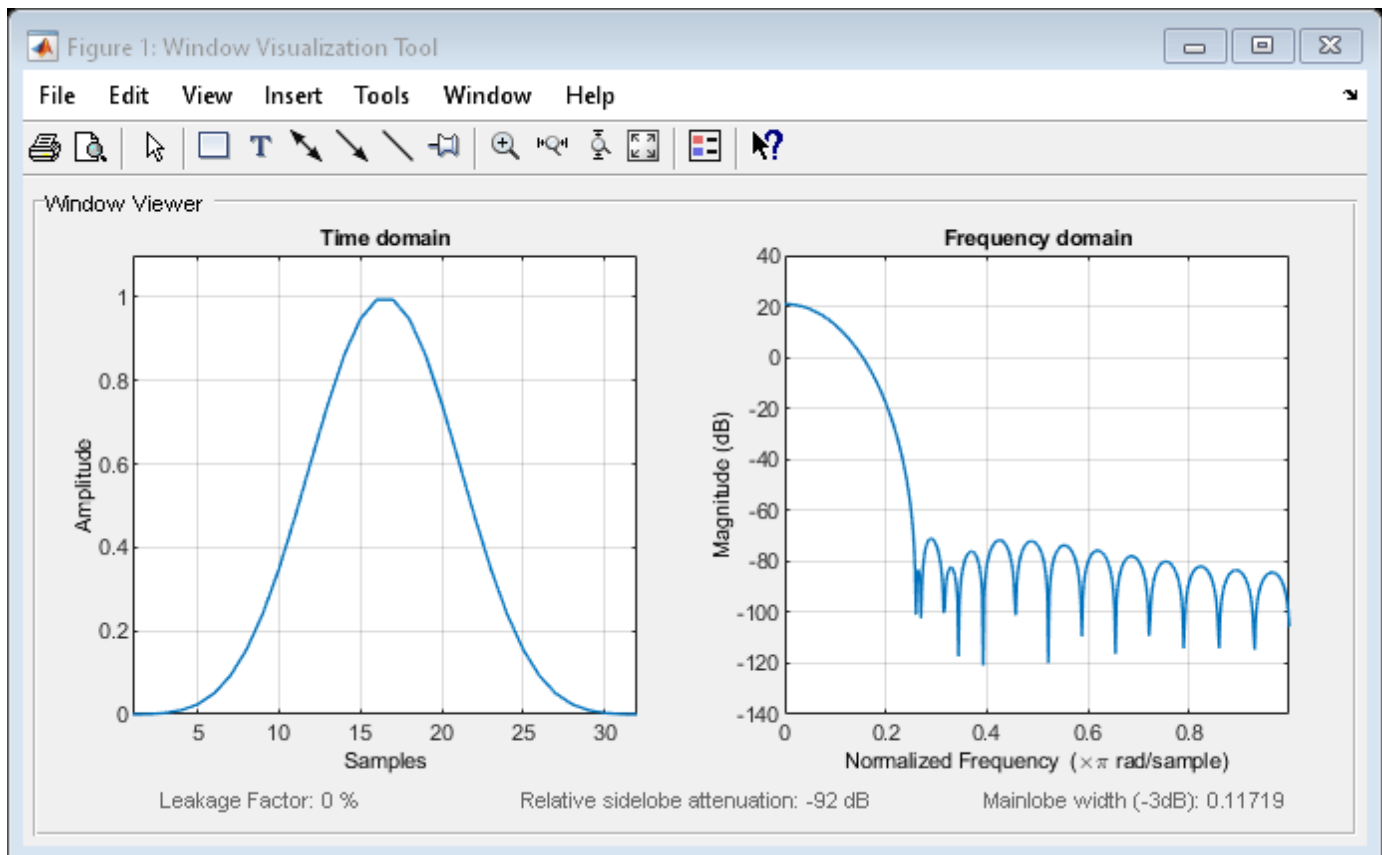 Figure 1: Window Visualization Tool
File Edit View Insert Tools Window Help
T
?
Window Viewer
Time domain
1
0.8
0.6
0.4
0.2
0
Amplitude
5 10 15 20 25 30
Samples
Frequency domain
40
20
0
-20
-40
-60
-80
-100
-120
-140
Magnitude (dB)
0 0.2 0.4 0.6 0.8
Normalized Frequency (×π rad/sample)
Leakage Factor: 0 % Relative sidelobe attenuation: -92 dB Mainlobe width (-3dB): 0.11719